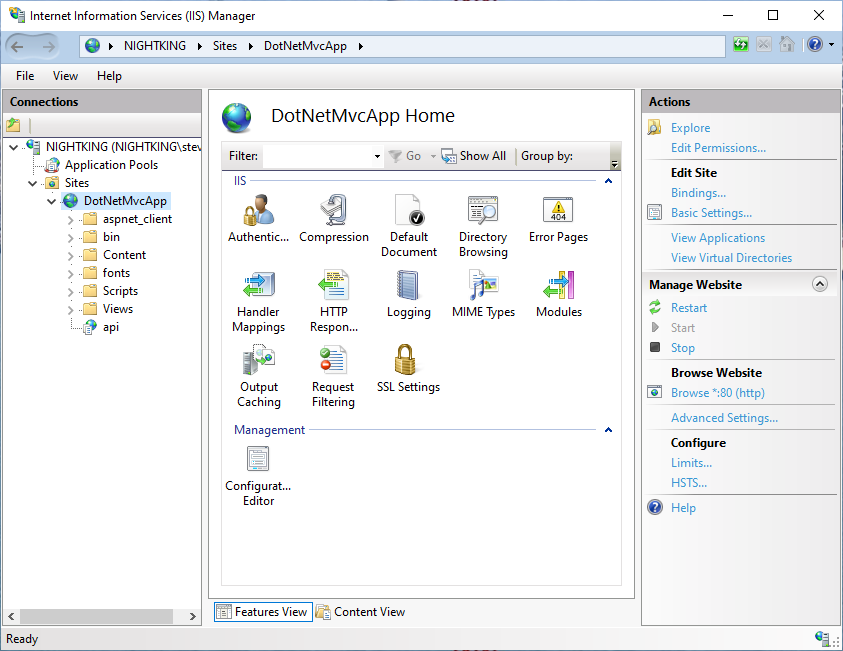 Internet Information Services (IIS) Manager
NIGHTKING
Sites
DotNetMvcApp
File
View
Help
Connections
NIGHTKING (NIGHTKING\stev
Application Pools
Sites
DotNetMvcApp
aspnet_client
bin
Content
fonts
Scripts
Views
api
DotNetMvcApp Home
Filter:
Go
Show All
Group by:
IIS
Authentic...
Compression
Default
Document
Directory
Browsing
Error Pages
404
Handler
Mappings
HTTP
Respon...
Logging
MIME Types
Modules
Output
Caching
Request
Filtering
SSL Settings
Management
Configurat...
Editor
Features View
Content View
Actions
Explore
Edit Permissions...
Edit Site
Bindings...
Basic Settings...
View Applications
View Virtual Directories
Manage Website
Restart
Start
Stop
Browse Website
Browse *:80 (http)
Advanced Settings...
Configure
Limits...
HSTS...
Help
Ready